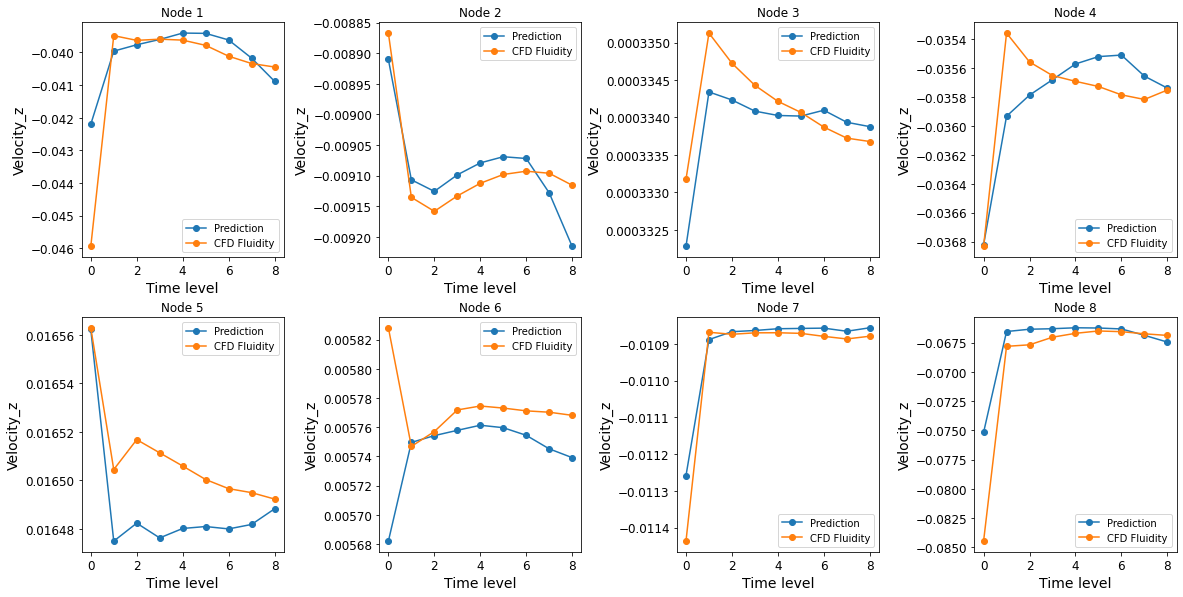 Node 1
Velocity_z
−0.040
−0.041
−0.042
−0.043
−0.044
−0.045
−0.046
Prediction
CFD Fluidity
0 2 4 6 8
Time level
Node 2
Velocity_z
−0.00885
−0.00890
−0.00895
−0.00900
−0.00905
−0.00910
−0.00915
−0.00920
Prediction
CFD Fluidity
0 2 4 6 8
Time level
Node 3
Velocity_z
0.0003350
0.0003345
0.0003340
0.0003335
0.0003330
0.0003325
Prediction
CFD Fluidity
0 2 4 6 8
Time level
Node 4
Velocity_z
−0.0354
−0.0356
−0.0358
−0.0360
−0.0362
−0.0364
−0.0366
−0.0368
Prediction
CFD Fluidity
0 2 4 6 8
Time level
Node 5
Velocity_z
0.01656
0.01654
0.01652
0.01650
0.01648
Prediction
CFD Fluidity
0 2 4 6 8
Time level
Node 6
Velocity_z
0.00582
0.00580
0.00578
0.00576
0.00574
0.00572
0.00570
0.00568
Prediction
CFD Fluidity
0 2 4 6 8
Time level
Node 7
Velocity_z
−0.0109
−0.0110
−0.0111
−0.0112
−0.0113
−0.0114
Prediction
CFD Fluidity
0 2 4 6 8
Time level
Node 8
Velocity_z
−0.0675
−0.0700
−0.0725
−0.0750
−0.0775
−0.0800
−0.0825
−0.0850
Prediction
CFD Fluidity
0 2 4 6 8
Time level